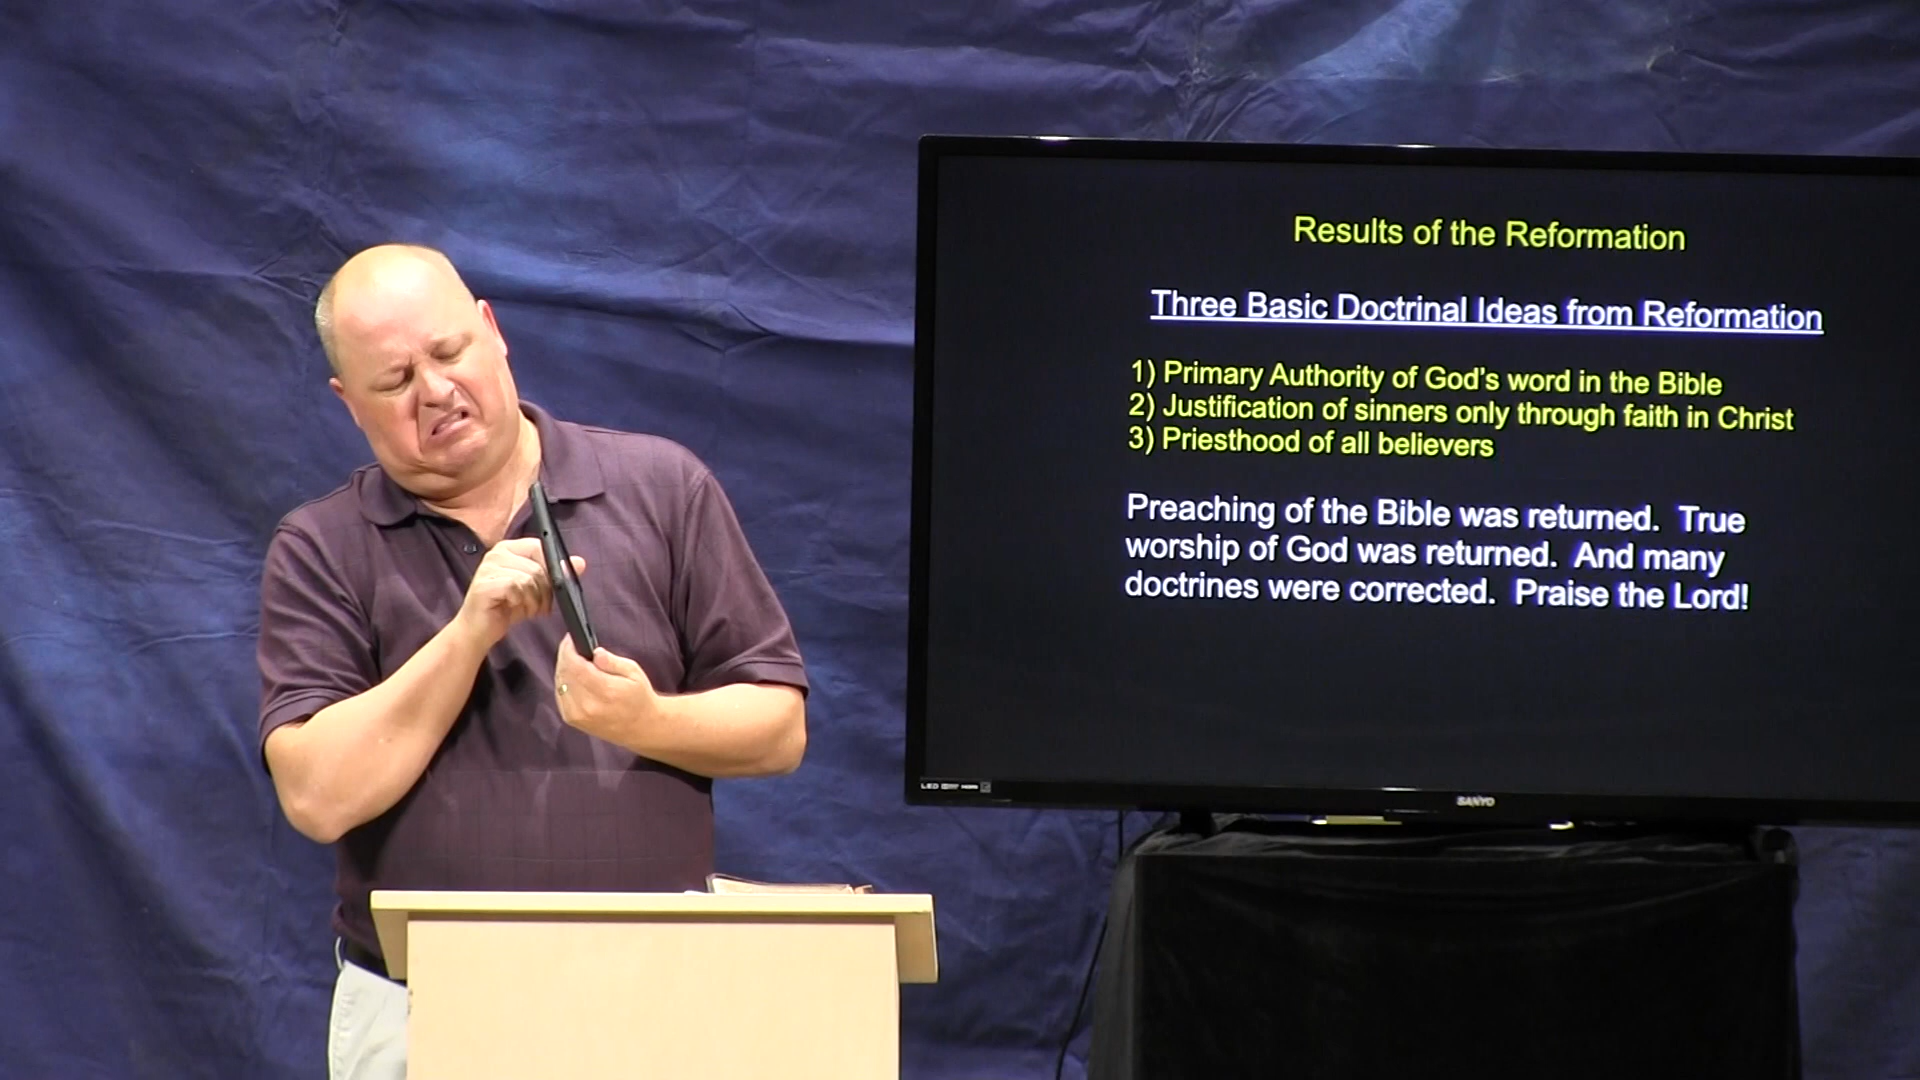 Results of the Reformation
Three Basic Doctrinal Ideas from Reformation
1) Primary Authority of God's word in the Bible
2) Justification of sinners only through faith in Christ
3) Priesthood of all believers
Preaching of the Bible was returned.  True
worship of God was returned.  And many
doctrines were corrected.  Praise the Lord!
LED
SANYO